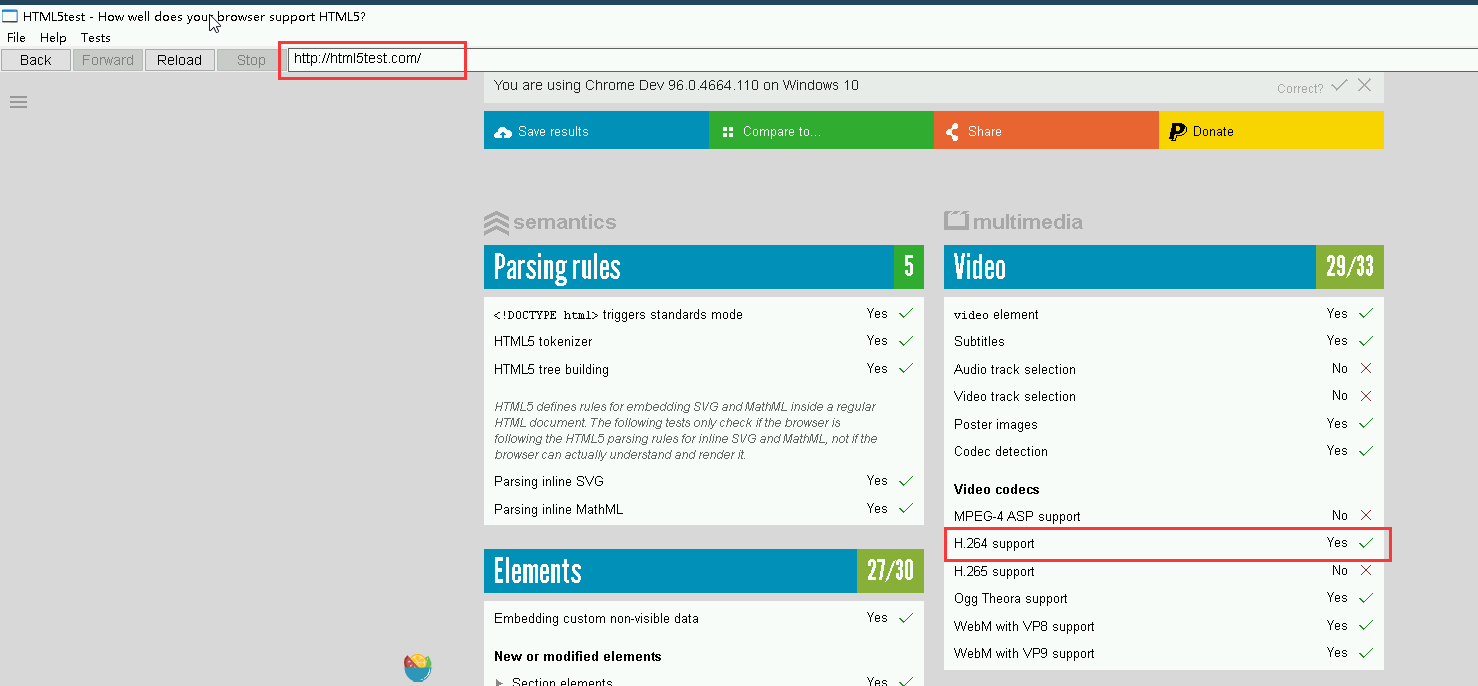 HTML5test - How well does your browser support HTML5?
File Help Tests
Back Forward Reload Stop http://html5test.com/
You are using Chrome Dev 96.0.4664.110 on Windows 10 Correct?
Save results Compare to... Share Donate
semantics
Parsing rules 5
<!DOCTYPE html> triggers standards mode Yes
HTML5 tokenizer Yes
HTML5 tree building Yes
HTML5 defines rules for embedding SVG and MathML inside a regular
HTML document. The following tests only check if the browser is
following the HTML5 parsing rules for inline SVG and MathML, not if the
browser can actually understand and render it.
Parsing inline SVG Yes
Parsing inline MathML Yes
Elements 27/30
Embedding custom non-visible data Yes
New or modified elements
Section elements Yes
multimedia
Video 29/33
video element Yes
Subtitles Yes
Audio track selection No
Video track selection No
Poster images Yes
Codec detection Yes
Video codecs
MPEG-4 ASP support No
H.264 support Yes
H.265 support No
Ogg Theora support Yes
WebM with VP8 support Yes
WebM with VP9 support Yes